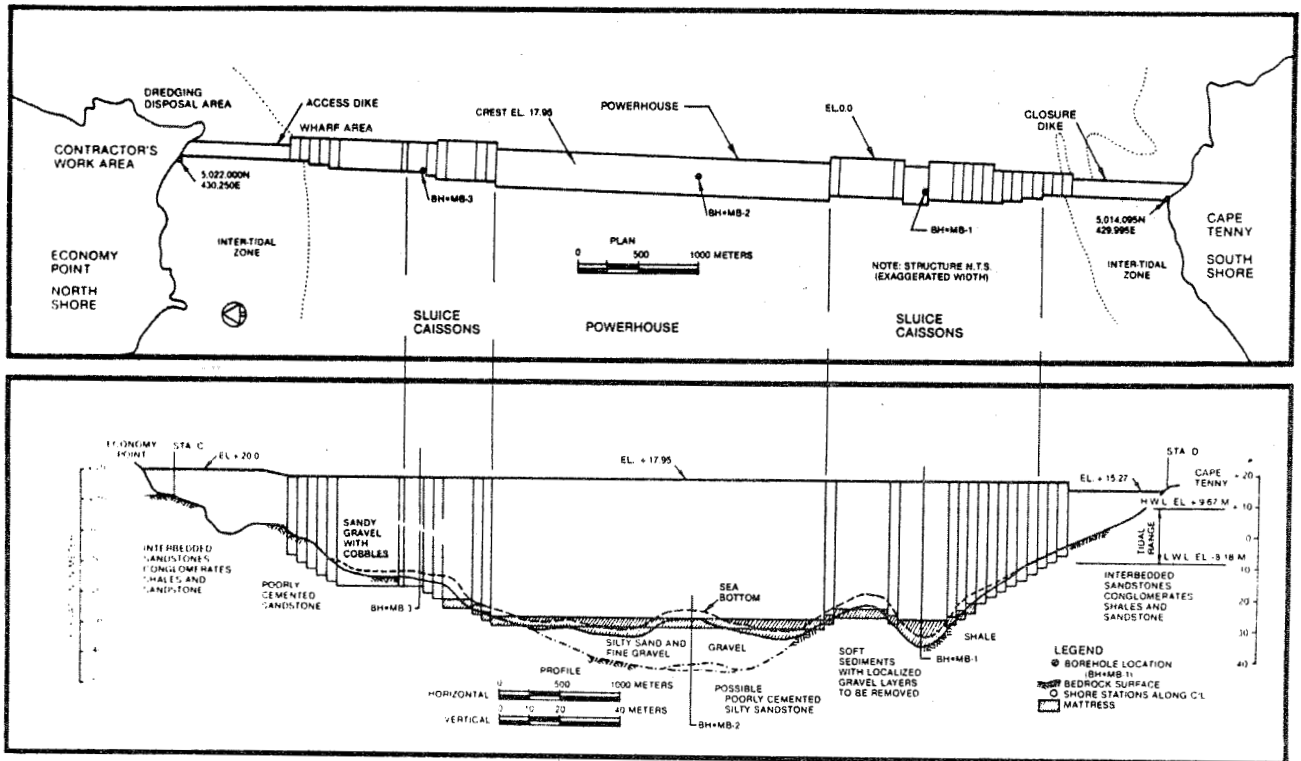 DREDGING
DISPOSAL AREA
ACCESS DIKE
WHARF AREA
CREST EL. 17.95
POWERHOUSE
EL.0.0
CLOSURE
DIKE
CONTRACTOR'S
WORK AREA
5,022.000N
430,250E
BH•MB-3
BH•MB-2
BH•MB-1
5,014,095N
429,995E
CAPE
TENNY
SOUTH
SHORE
ECONOMY
POINT
NORTH
SHORE
INTER-TIDAL
ZONE
PLAN
0 500 1000 METERS
NOTE: STRUCTURE N.T.S.
(EXAGGERATED WIDTH)
INTER-TIDAL
ZONE
SLUICE
CAISSONS
POWERHOUSE
SLUICE
CAISSONS
ECONOMY
POINT
STA. C
EL +20.0
EL. + 17.95
STA. D
CAPE
TENNY
EL. + 15.27
H.W.L. EL. + 9.67 M
TIDAL
RANGE
L.W.L. EL -8.18 M
+ 20
+ 10
0
10
20
30
40
SANDY
GRAVEL
WITH
COBBLES
INTERBEDDED
SANDSTONES
CONGLOMERATES
SHALES AND
SANDSTONE
POORLY
CEMENTED
SANDSTONE
BH•MB-3
SEA
BOTTOM
SILTY SAND AND
FINE GRAVEL
GRAVEL
SOFT
SEDIMENTS
WITH LOCALIZED
GRAVEL LAYERS
TO BE REMOVED
SHALE
BH•MB-1
INTERBEDDED
SANDSTONES
CONGLOMERATES
SHALES AND
SANDSTONE
PROFILE
HORIZONTAL 0 500 1000 METERS
VERTICAL 0 10 20 40 METERS
POSSIBLE
POORLY CEMENTED
SILTY SANDSTONE
BH•MB-2
LEGEND
BOREHOLE LOCATION
(BH•MB-1)
BEDROCK SURFACE
SHORE STATIONS ALONG C'L
MATTRESS